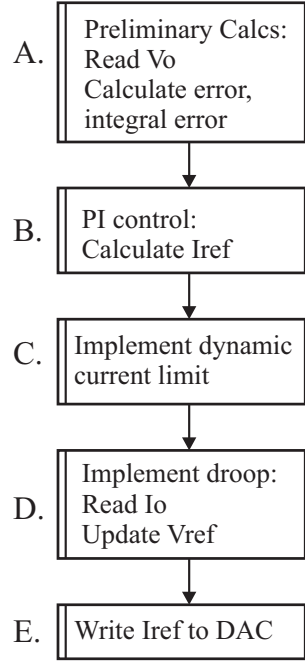 A.
Preliminary Calcs:
Read Vo
Calculate error,
integral error
B.
PI control:
Calculate Iref
C.
Implement dynamic
current limit
D.
Implement droop:
Read Io
Update Vref
E.
Write Iref to DAC